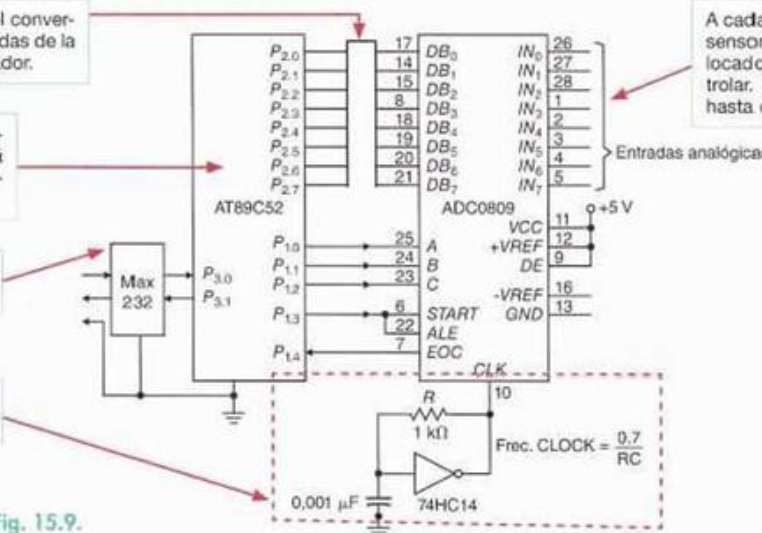 l conver-
das de la
dor.
A cada
sensor
locado
trolar.
hasta
P2.0
P2.1
P2.2
P2.3
P2.4
P2.5
P2.6
P2.7
AT89C52
P1.0
P1.1
P1.2
P1.3
P1.4
P3.0
P3.1
Max
232
17 DB0
14 DB1
15 DB2
8 DB3
18 DB4
19 DB5
20 DB6
21 DB7
ADC0809
25 A
24 B
23 C
6 START
22 ALE
7 EOC
CLK
10
IN0 26
IN1 27
IN2 28
IN3 1
IN4 2
IN5 3
IN6 4
IN7 5
Entradas analógicas
+5 V
VCC 11
+VREF 12
DE 9
-VREF 16
GND 13
R
1 kΩ
Frec. CLOCK = 0.7/RC
0,001 µF
74HC14
Fig. 15.9.